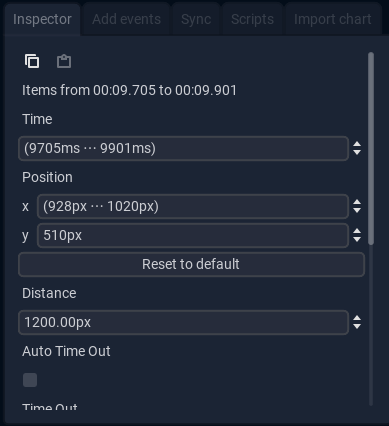 Inspector Add events Sync Scripts Import chart
Items from 00:09.705 to 00:09.901
Time
(9705ms ··· 9901ms)
Position
x (928px ··· 1020px)
y 510px
Reset to default
Distance
1200.00px
Auto Time Out
Time Out